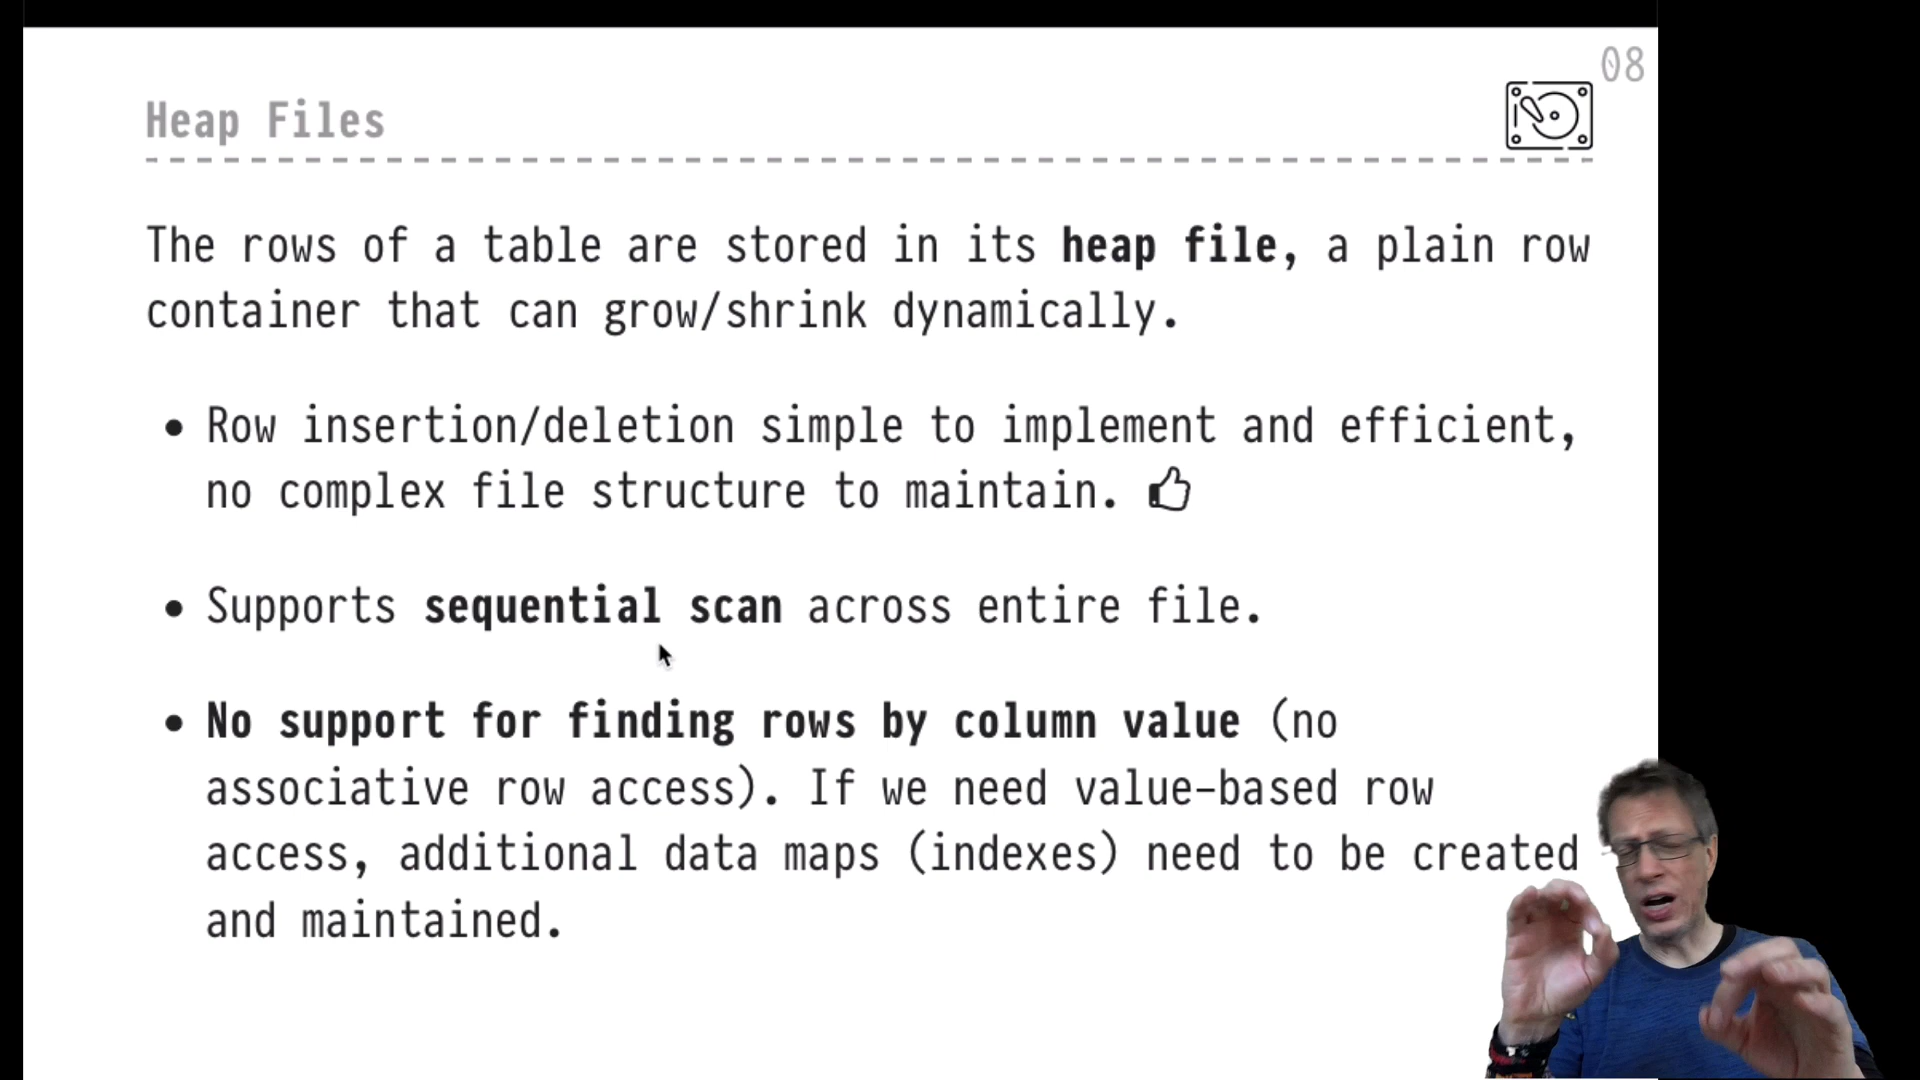 08
Heap Files
The rows of a table are stored in its heap file, a plain row
container that can grow/shrink dynamically.
• Row insertion/deletion simple to implement and efficient,
no complex file structure to maintain. 👍
• Supports sequential scan across entire file.
• No support for finding rows by column value (no
associative row access). If we need value-based row
access, additional data maps (indexes) need to be created
and maintained.